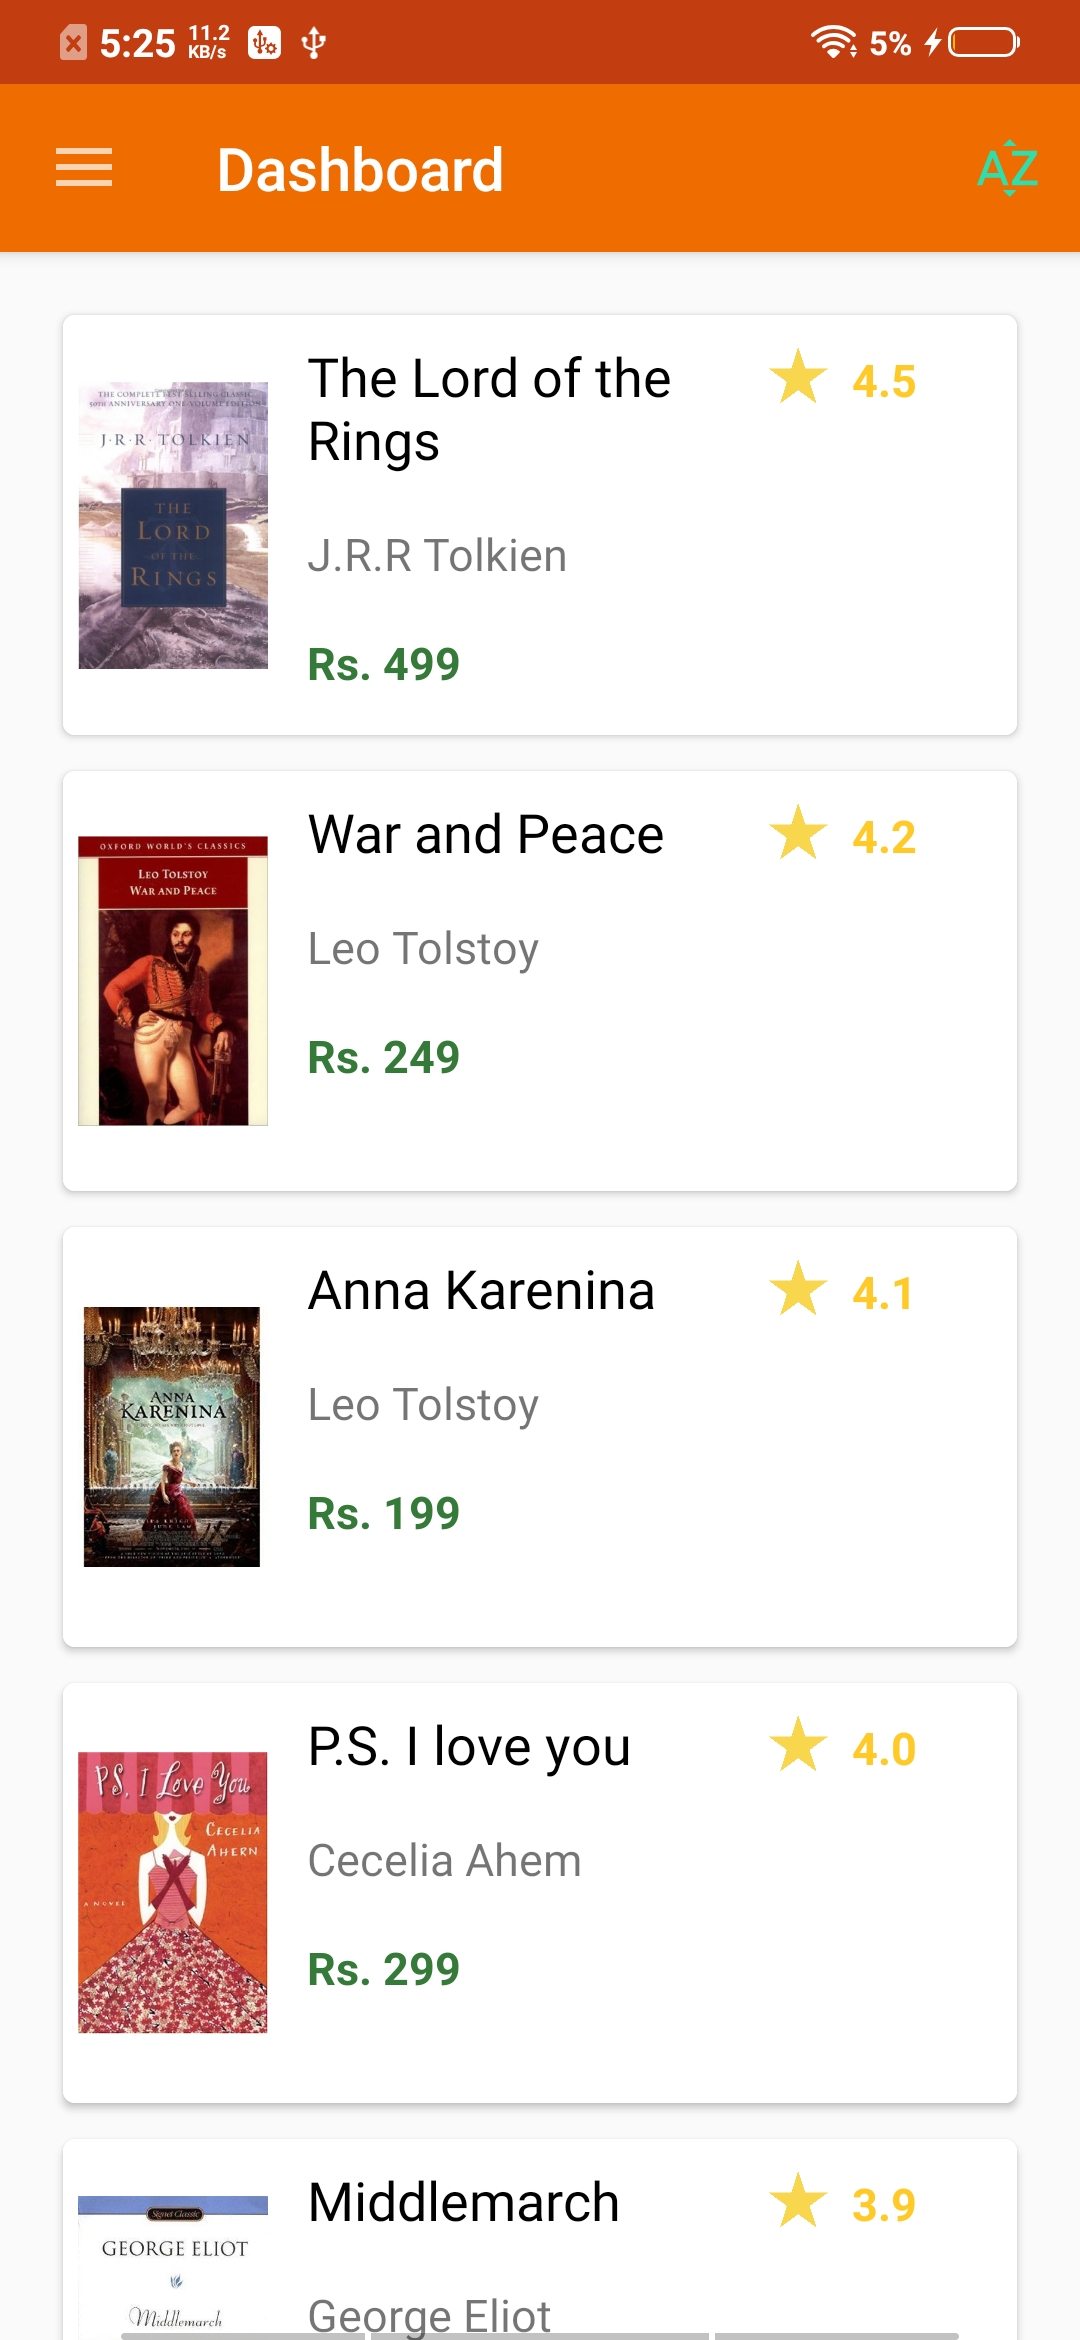 5:25 11.2 KB/s 5%
Dashboard AZ
The Lord of the Rings 4.5
THE COMPLETE BEST SELLING CLASSIC
50TH ANNIVERSARY ONE-VOLUME EDITION
J·R·R·TOLKIEN
THE
LORD
OF THE
RINGS
J.R.R Tolkien
Rs. 499
War and Peace 4.2
OXFORD WORLD'S CLASSICS
LEO TOLSTOY
WAR AND PEACE
Leo Tolstoy
Rs. 249
Anna Karenina 4.1
ANNA
KARENINA
Leo Tolstoy
Rs. 199
P.S. I love you 4.0
PS, I Love You
CECELIA
AHERN
A NOVEL
Cecelia Ahem
Rs. 299
Middlemarch 3.9
Signet Classic
GEORGE ELIOT
Middlemarch
George Eliot